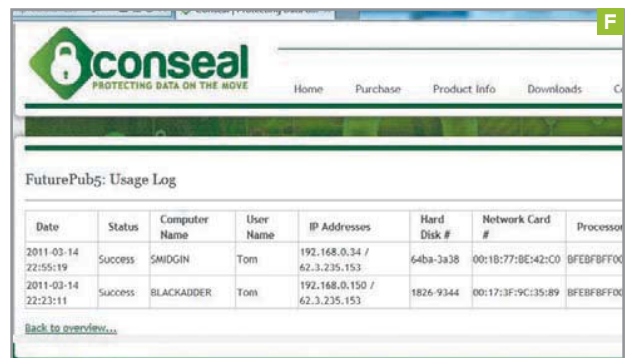 F
conseal
PROTECTING DATA ON THE MOVE
Home Purchase Product Info Downloads
FuturePub5: Usage Log
Date Status Computer Name User Name IP Addresses Hard Disk # Network Card # Processor
2011-03-14 22:55:19 Success SMIDGIN Tom 192.168.0.34 / 62.3.235.153 64ba-3a38 00:18:77:BE:42:C0 BFEBFBFF00
2011-03-14 22:23:11 Success BLACKADDER Tom 192.168.0.150 / 62.3.235.153 1826-9344 00:17:3F:9C:35:89 BFEBFBFF00
Back to overview...